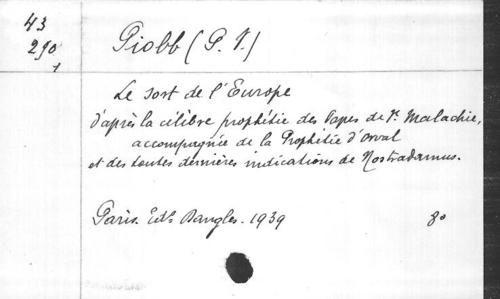 43
290
1
Piobb (P. V.)
Le sort de l'Europe
d'après la célèbre prophétie des Papes de St Malachie,
accompagnée de la Prophétie d'Orval
et des toutes dernières indications de Nostradamus.
Paris. Edts Dangles. 1939
8o